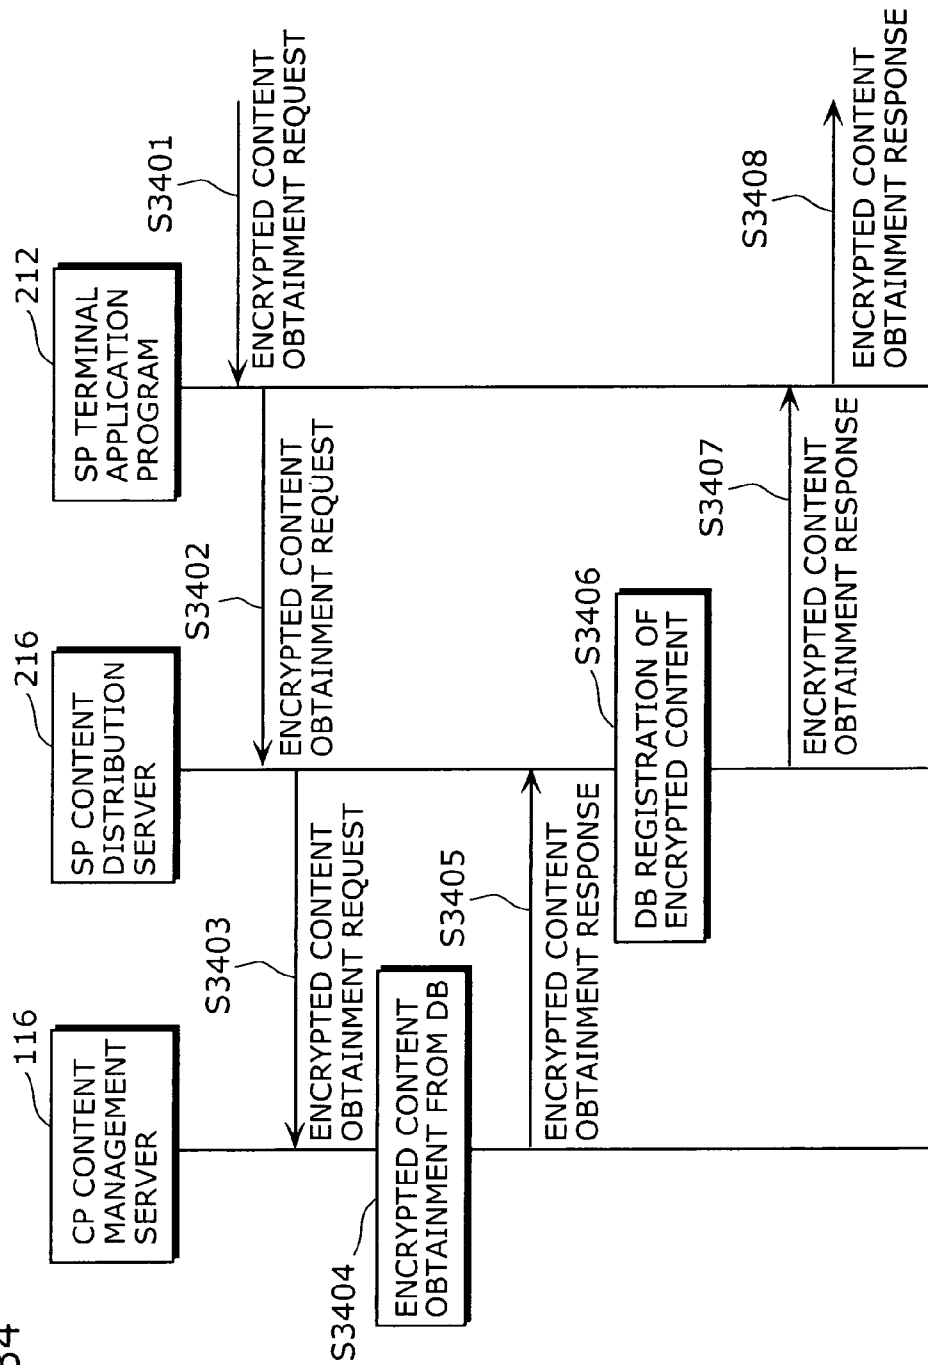 34
116
CP CONTENT
MANAGEMENT
SERVER
216
SP CONTENT
DISTRIBUTION
SERVER
212
SP TERMINAL
APPLICATION
PROGRAM
S3401
ENCRYPTED CONTENT
OBTAINMENT REQUEST
S3402
ENCRYPTED CONTENT
OBTAINMENT REQUEST
S3403
ENCRYPTED CONTENT
OBTAINMENT REQUEST
S3404
ENCRYPTED CONTENT
OBTAINMENT FROM DB
S3405
ENCRYPTED CONTENT
OBTAINMENT RESPONSE
S3406
DB REGISTRATION OF
ENCRYPTED CONTENT
S3407
ENCRYPTED CONTENT
OBTAINMENT RESPONSE
S3408
ENCRYPTED CONTENT
OBTAINMENT RESPONSE